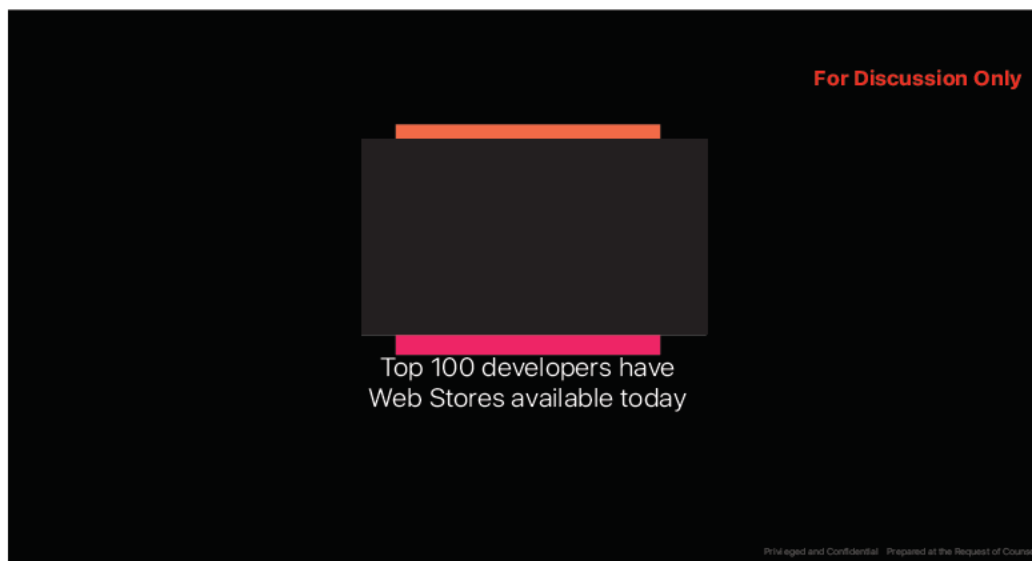 For Discussion Only
Top 100 developers have
Web Stores available today
Privileged and Confidential Prepared at the Request of